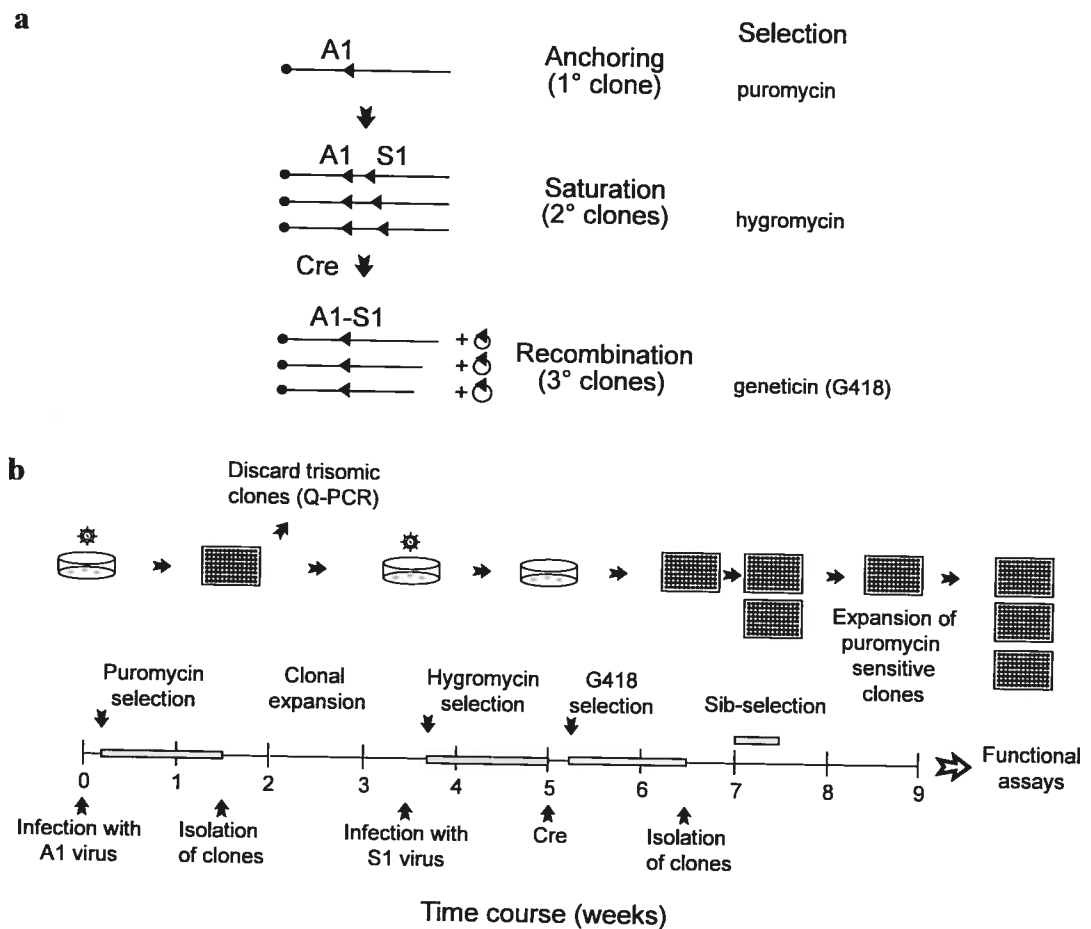 a
Selection
A1
Anchoring
(1° clone)
puromycin
A1 S1
Saturation
(2° clones)
hygromycin
Cre
A1-S1
+
+
+
Recombination
(3° clones)
geneticin (G418)
b
Discard trisomic
clones (Q-PCR)
Expansion of
puromycin
sensitive
clones
Puromycin
selection
Clonal
expansion
Hygromycin
selection
G418
selection
Sib-selection
0 1 2 3 4 5 6 7 8 9
Functional
assays
Infection with
A1 virus
Isolation
of clones
Infection with
S1 virus
Cre
Isolation
of clones
Time course (weeks)